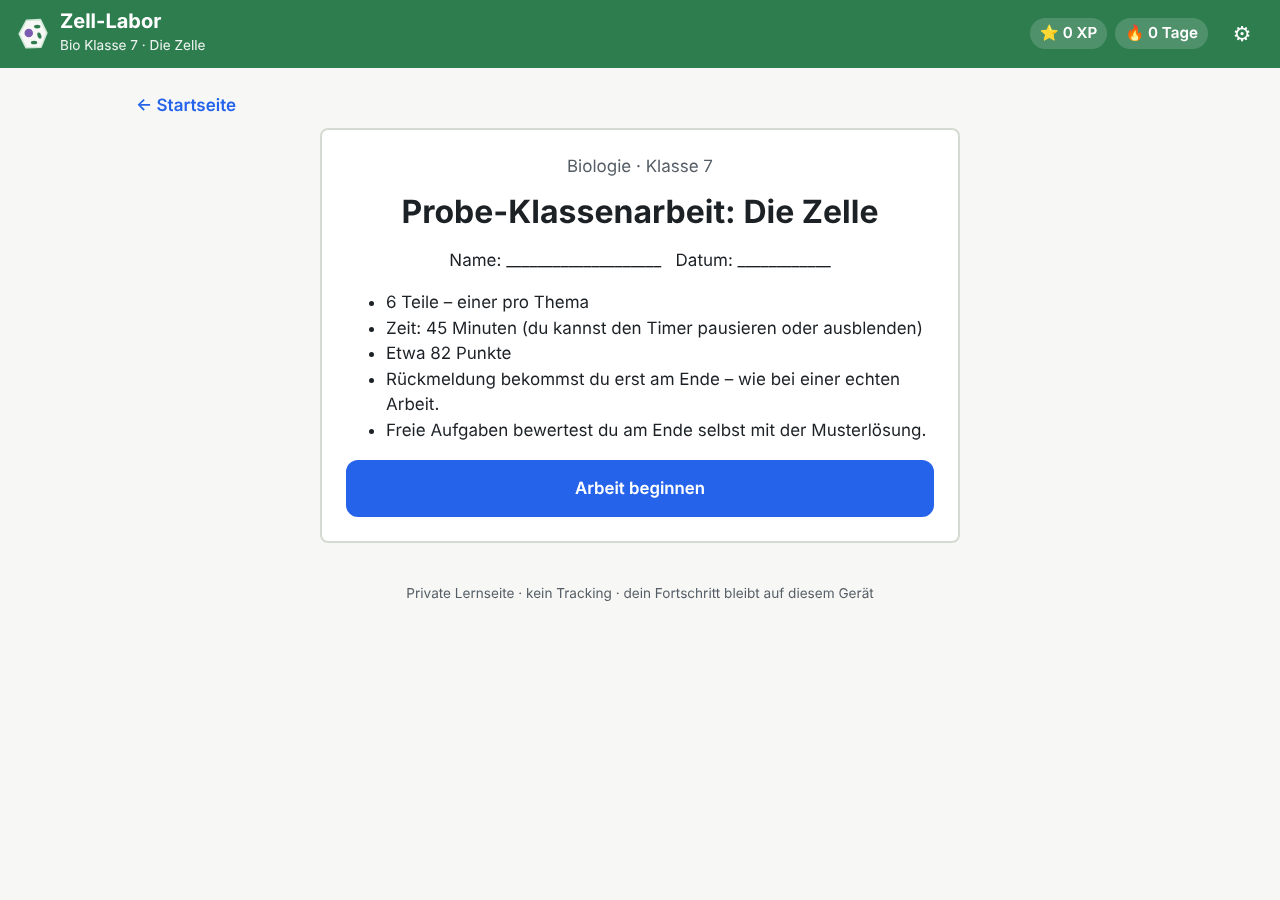 Zell-Labor
Bio Klasse 7 · Die Zelle
⭐ 0 XP
🔥 0 Tage
← Startseite
Biologie · Klasse 7
Probe-Klassenarbeit: Die Zelle
Name: ____________________ Datum: ____________
• 6 Teile – einer pro Thema
• Zeit: 45 Minuten (du kannst den Timer pausieren oder ausblenden)
• Etwa 82 Punkte
• Rückmeldung bekommst du erst am Ende – wie bei einer echten
Arbeit.
• Freie Aufgaben bewertest du am Ende selbst mit der Musterlösung.
Arbeit beginnen
Private Lernseite · kein Tracking · dein Fortschritt bleibt auf diesem Gerät